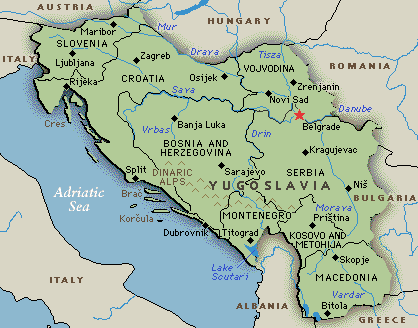 AUSTRIA
HUNGARY
Mur
Maribor
SLOVENIA
Drava
Tisza
ITALY
Ljubljana
Zagreb
VOJVODINA
ROMANIA
CROATIA
Osijek
Rijeka
Zrenjanin
Sava
Novi Sad
Danube
Cres
Vrbas
Banja Luka
Drin
Belgrade
BOSNIA AND
HERZEGOVINA
Kragujevac
Split
DINARIC
ALPS
Sarajevo
SERBIA
Adriatic
Sea
Brac
YUGOSLAVIA
Niš
BULGARIA
Korčula
MONTENEGRO
Morava
Priština
Dubrovnik
Titograd
KOSOVO AND
METOHIJA
Lake
Scutari
Skopje
ITALY
MACEDONIA
Vardar
ALBANIA
Bitola
GREECE